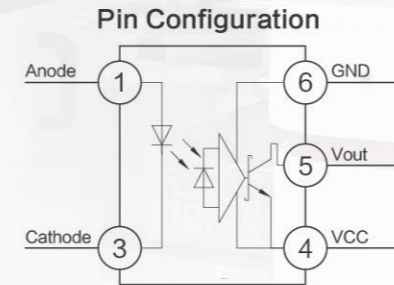 Pin Configuration
Anode
1
6
GND
5
Vout
Cathode
3
4
VCC